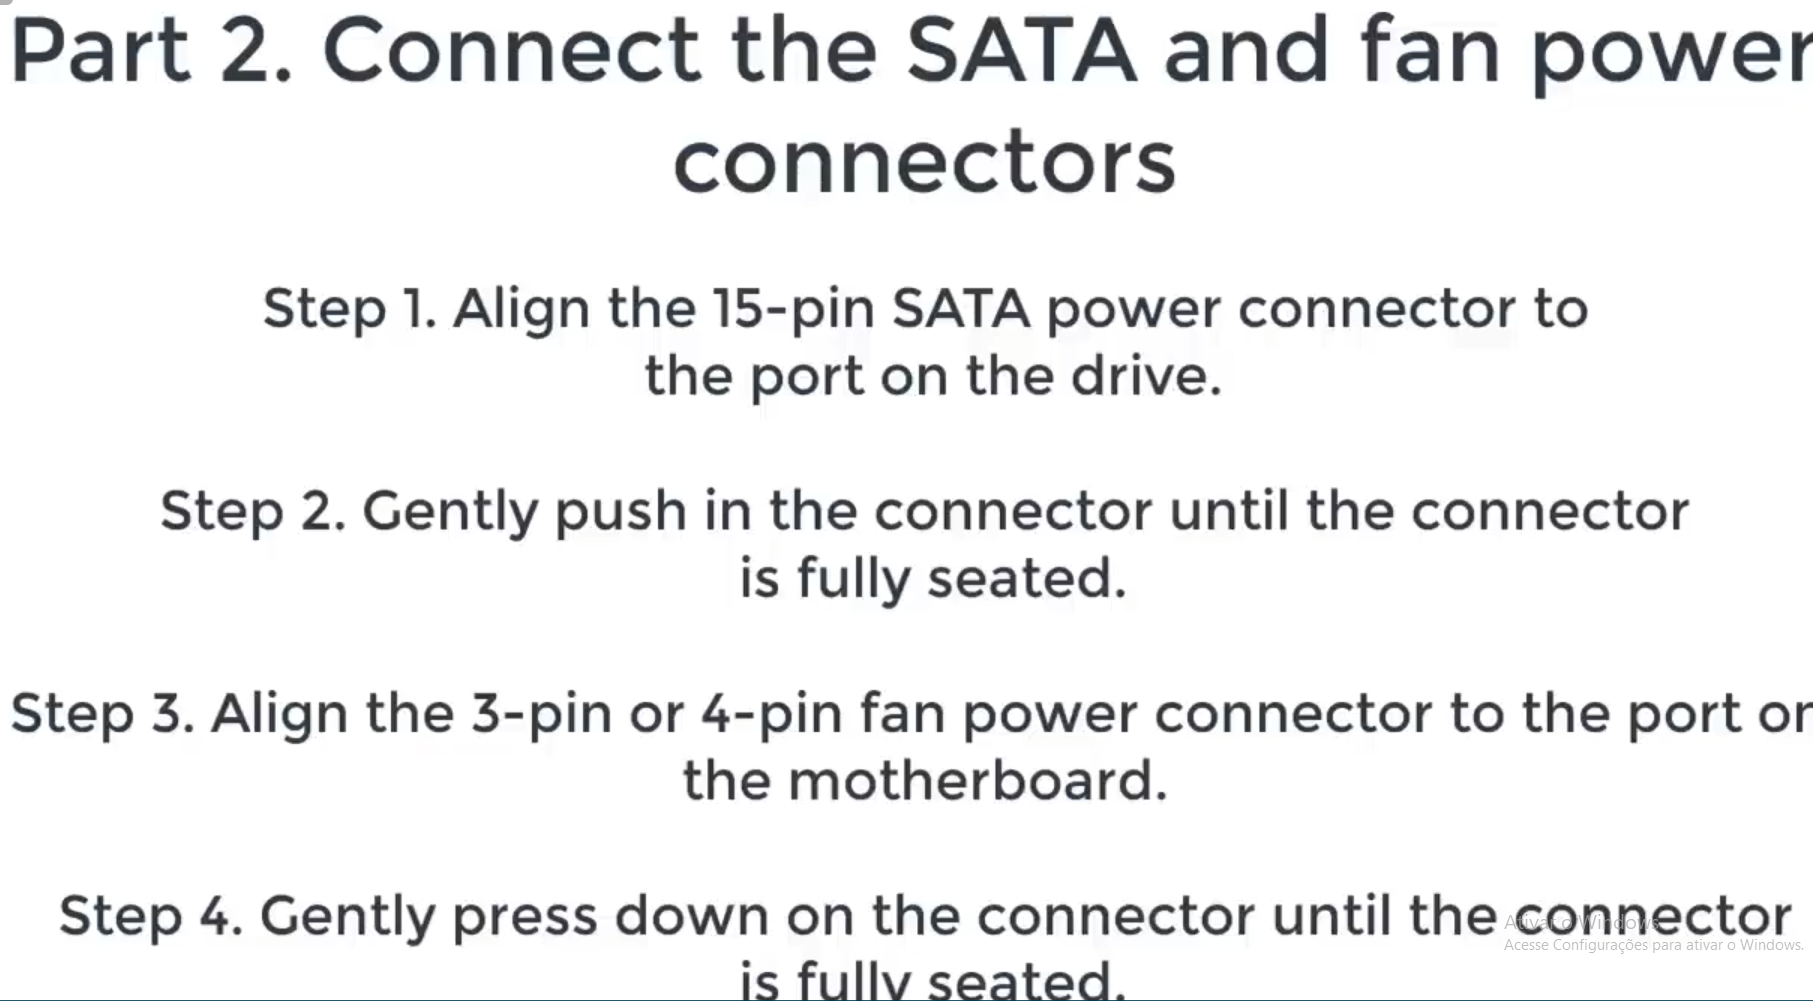 Part 2. Connect the SATA and fan power
connectors
Step 1. Align the 15-pin SATA power connector to
the port on the drive.
Step 2. Gently push in the connector until the connector
is fully seated.
Step 3. Align the 3-pin or 4-pin fan power connector to the port on
the motherboard.
Step 4. Gently press down on the connector until the connector
is fully seated.
Ativar o Windows
Acesse Configurações para ativar o Windows.